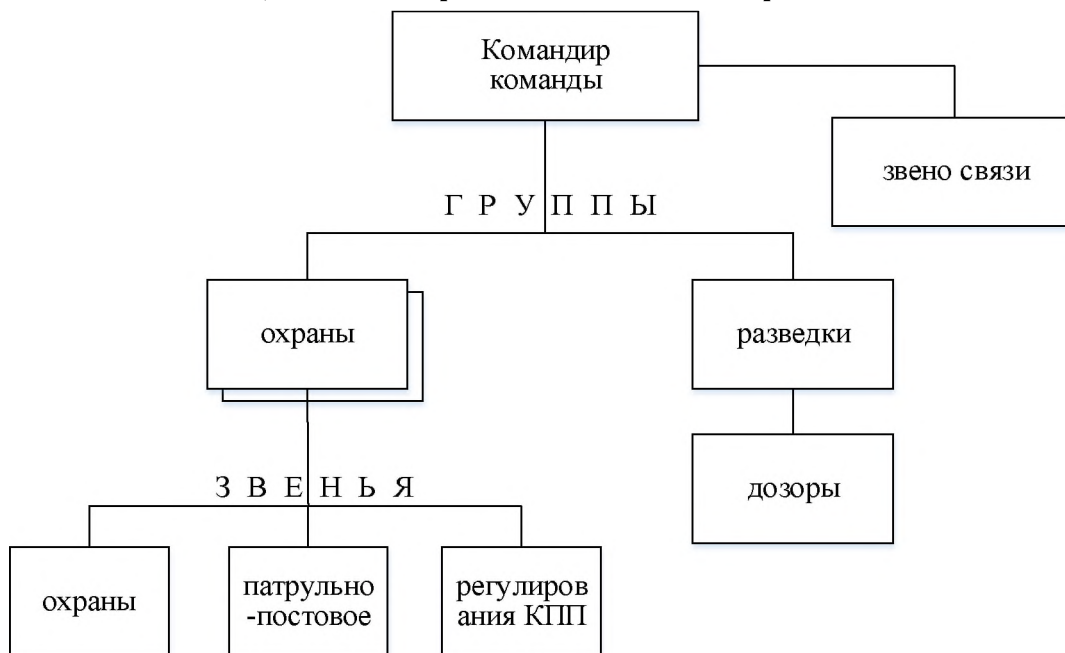 Командир
команды
звено связи
Г Р У П П Ы
охраны
разведки
дозоры
З В Е Н Ь Я
охраны
патрульно
-постовое
регулиров
ания КПП